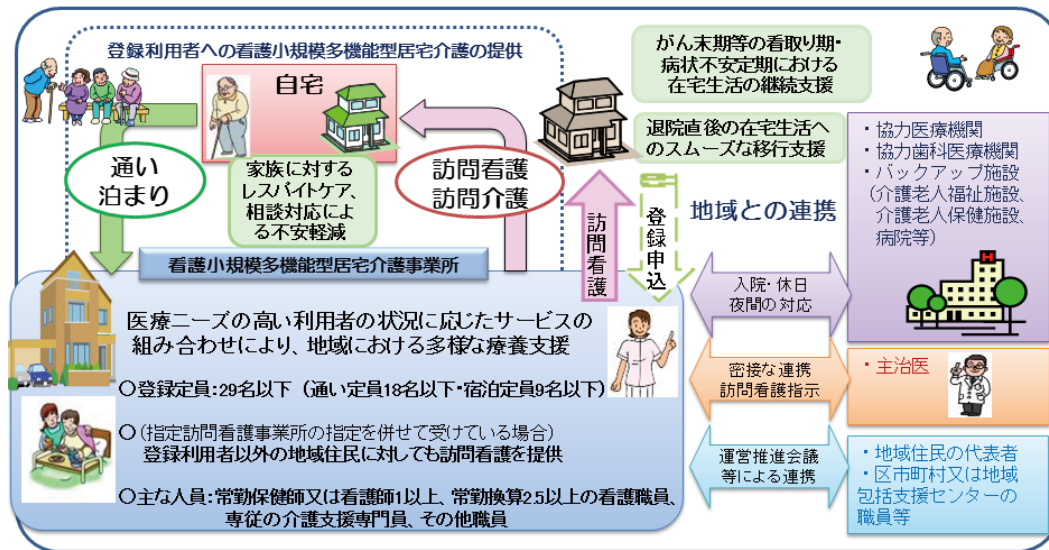 登録利用者への看護小規模多機能型居宅介護の提供
自宅
通い
泊まり
家族に対する
レスパイトケア、
相談対応によ
る不安軽減
訪問看護
訪問介護
がん末期等の看取り期・
病状不安定期における
在宅生活の継続支援
退院直後の在宅生活へ
のスムーズな移行支援
訪問看護
登録申込
地域との連携
・協力医療機関
・協力歯科医療機関
・バックアップ施設
(介護老人福祉施設、
介護老人保健施設、
病院等)
H
看護小規模多機能型居宅介護事業所
医療ニーズの高い利用者の状況に応じたサービスの
組み合わせにより、地域における多様な療養支援
○登録定員:29名以下 (通い定員18名以下・宿泊定員9名以下)
○(指定訪問看護事業所の指定を併せて受けている場合)
登録利用者以外の地域住民に対しても訪問看護を提供
○主な人員:常勤保健師又は看護師1以上、常勤換算2.5以上の看護職員、
専従の介護支援専門員、その他職員
入院・休日
夜間の対応
密接な連携
訪問看護指示
・主治医
運営推進会議
等による連携
・地域住民の代表者
・区市町村又は地域
包括支援センターの
職員等